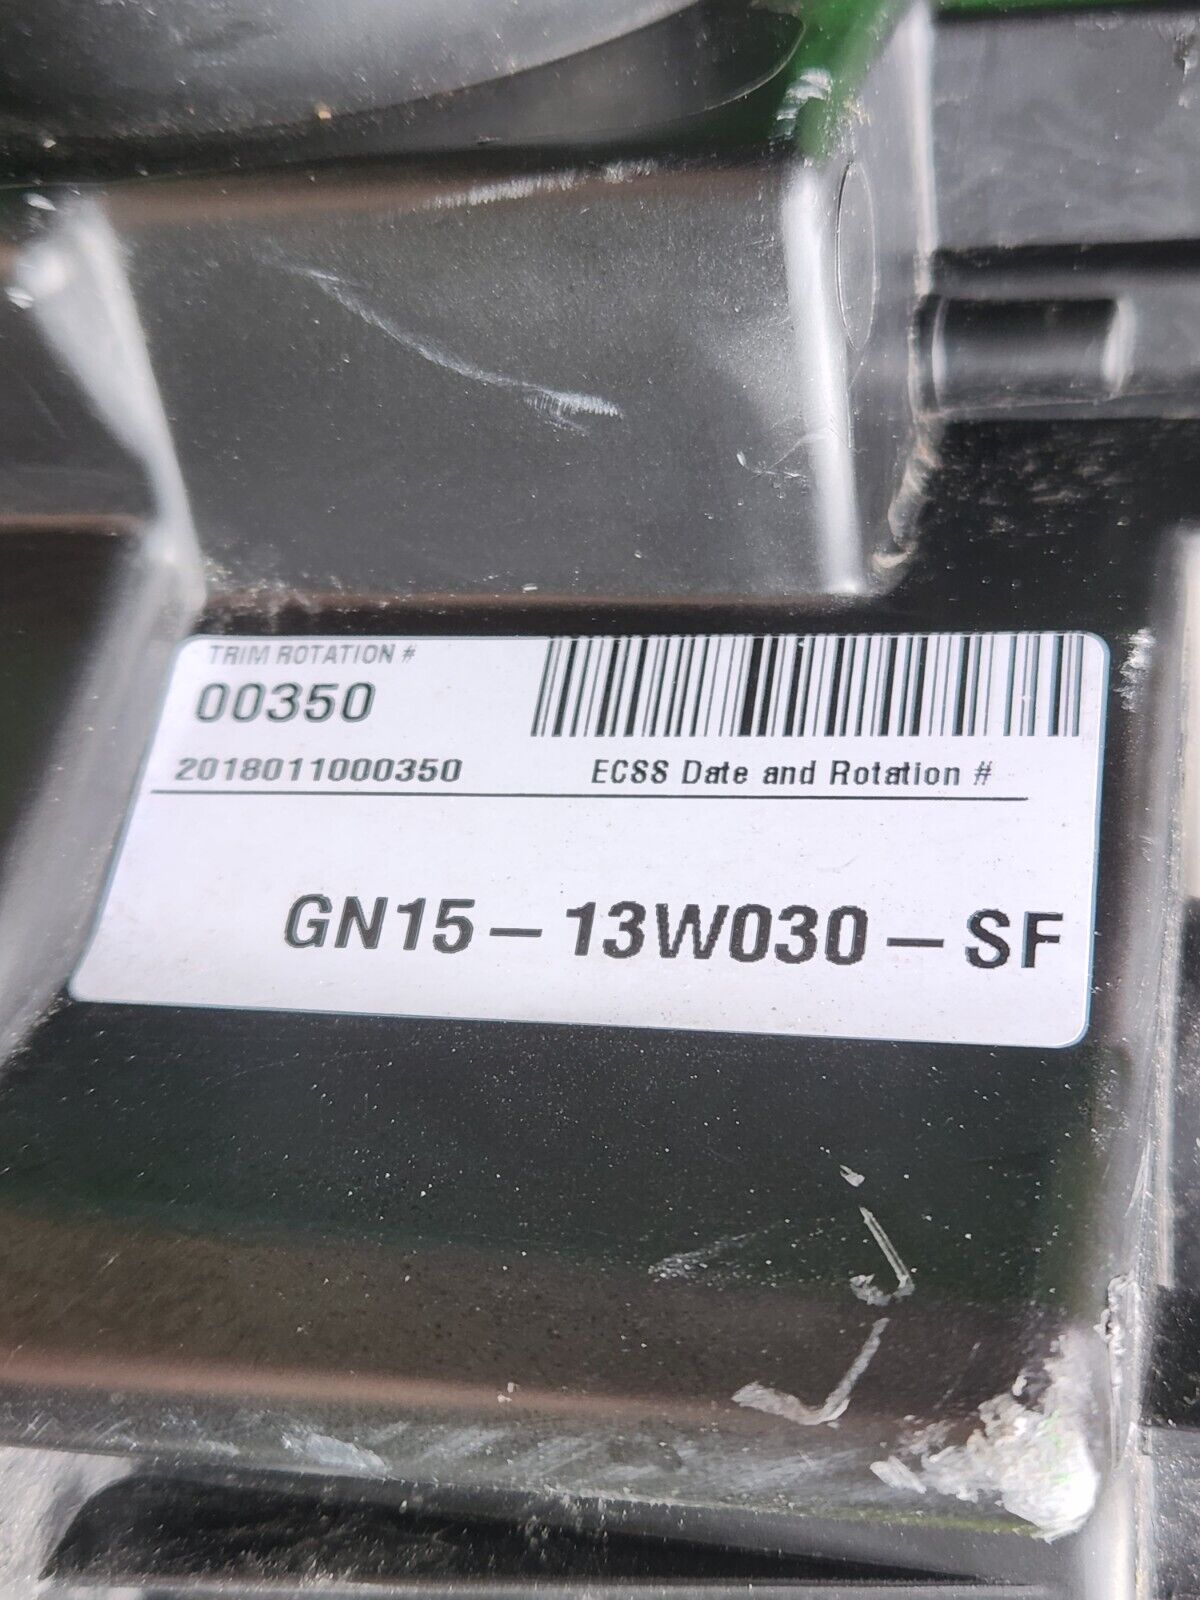 TRIM ROTATION #
00350
2018011000350 ECSS Date and Rotation #
GN15-13W030-SF